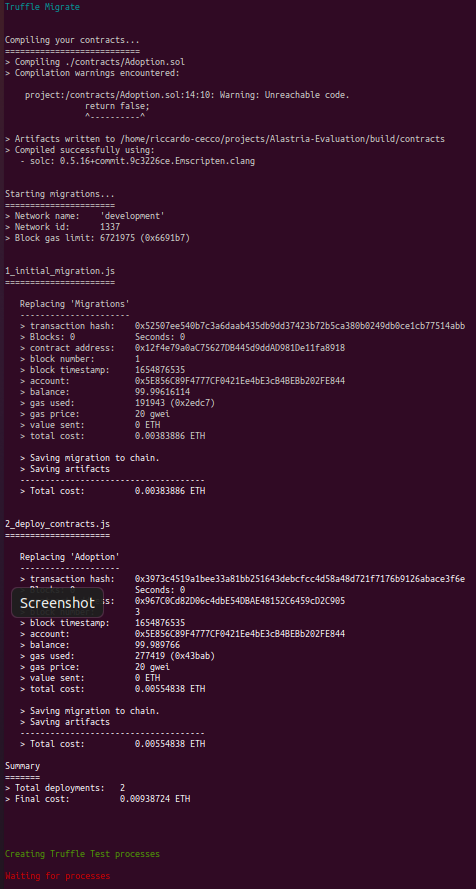 Truffle Migrate
Compiling your contracts...
===========================
> Compiling ./contracts/Adoption.sol
> Compilation warnings encountered:
project:/contracts/Adoption.sol:14:10: Warning: Unreachable code.
return false;
^----------^
> Artifacts written to /home/riccardo-cecco/projects/Alastria-Evaluation/build/contracts
> Compiled successfully using:
- solc: 0.5.16+commit.9c3226ce.Emscripten.clang
Starting migrations...
======================
> Network name: 'development'
> Network id: 1337
> Block gas limit: 6721975 (0x6691b7)
1_initial_migration.js
======================
Replacing 'Migrations'
----------------------
> transaction hash: 0x52507ee540b7c3a6daab435db9dd37423b72b5ca380b0249db0ce1cb77514abb
> Blocks: 0 Seconds: 0
> contract address: 0x12f4e79a0aC75627DB445d9ddAD981De11fa8918
> block number: 1
> block timestamp: 1654876535
> account: 0x5E856C89F4777CF0421Ee4bE3cB4BEBb202FE844
> balance: 99.99616114
> gas used: 191943 (0x2edc7)
> gas price: 20 gwei
> value sent: 0 ETH
> total cost: 0.00383886 ETH
> Saving migration to chain.
> Saving artifacts
-------------------------------------
> Total cost: 0.00383886 ETH
2_deploy_contracts.js
=====================
Replacing 'Adoption'
--------------------
> transaction hash: 0x3973c4519a1bee33a81bb251643debcfcc4d58a48d721f7176b9126abace3f6e
Seconds: 0
Screenshot
s: 0x967C0Cd82D06c4dbE54DBAE48152C6459cD2C905
3
> block timestamp: 1654876535
> account: 0x5E856C89F4777CF0421Ee4bE3cB4BEBb202FE844
> balance: 99.989766
> gas used: 277419 (0x43bab)
> gas price: 20 gwei
> value sent: 0 ETH
> total cost: 0.00554838 ETH
> Saving migration to chain.
> Saving artifacts
-------------------------------------
> Total cost: 0.00554838 ETH
Summary
=======
> Total deployments: 2
> Final cost: 0.00938724 ETH
Creating Truffle Test processes
Waiting for processes